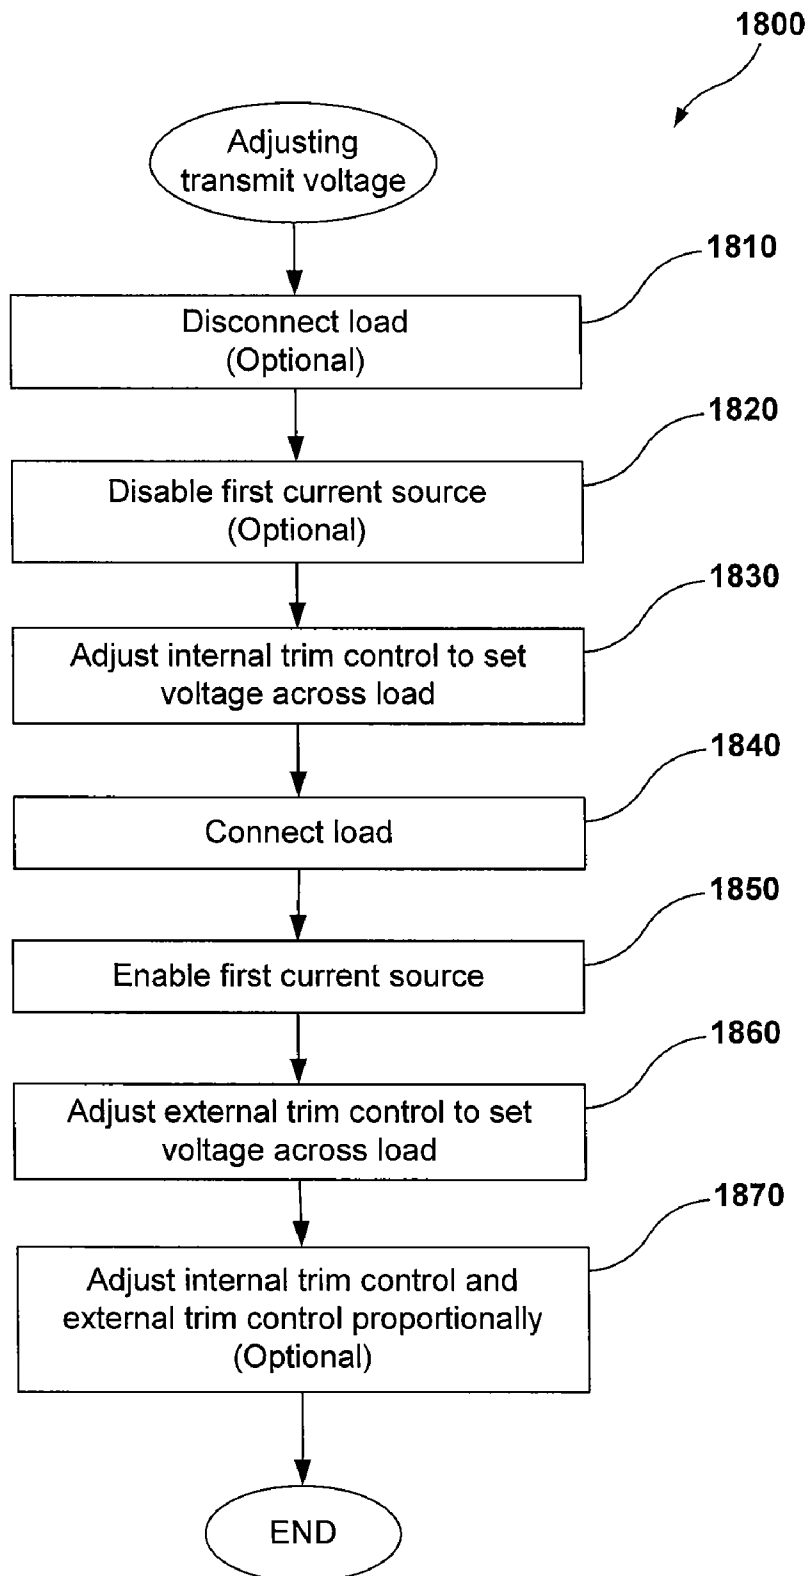 1800
Adjusting
transmit voltage
1810
Disconnect load
(Optional)
1820
Disable first current source
(Optional)
1830
Adjust internal trim control to set
voltage across load
1840
Connect load
1850
Enable first current source
1860
Adjust external trim control to set
voltage across load
1870
Adjust internal trim control and
external trim control proportionally
(Optional)
END